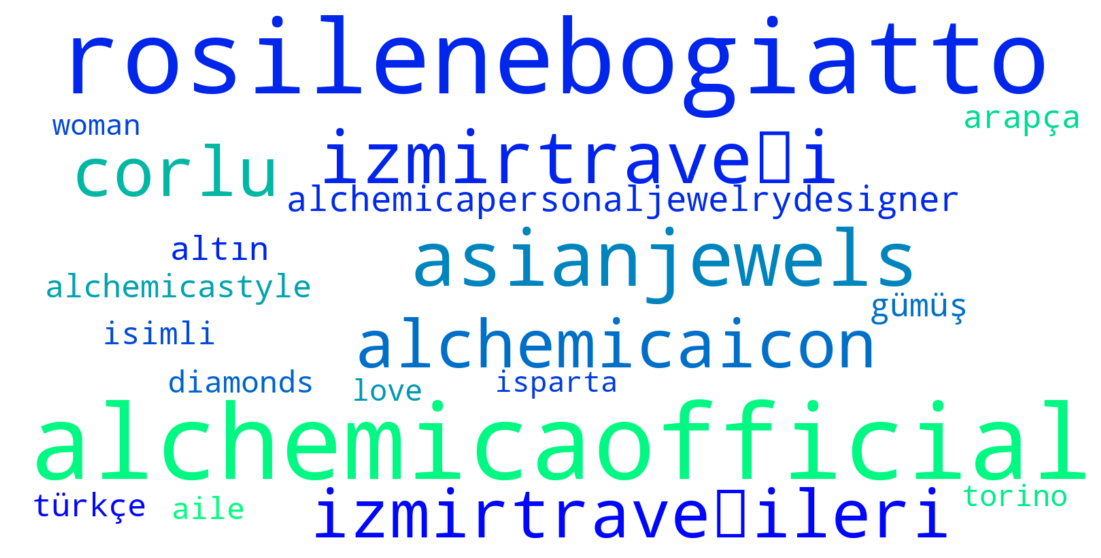 rosilenebogiatto
woman
arapça
izmirtrave▯i
corlu
alchemicapersonaljewelrydesigner
asianjewels
altın
alchemicastyle
gümüş
isimli
alchemicaicon
diamonds
love
isparta
alchemicaofficial
türkçe
aile
izmirtrave▯ileri
torino